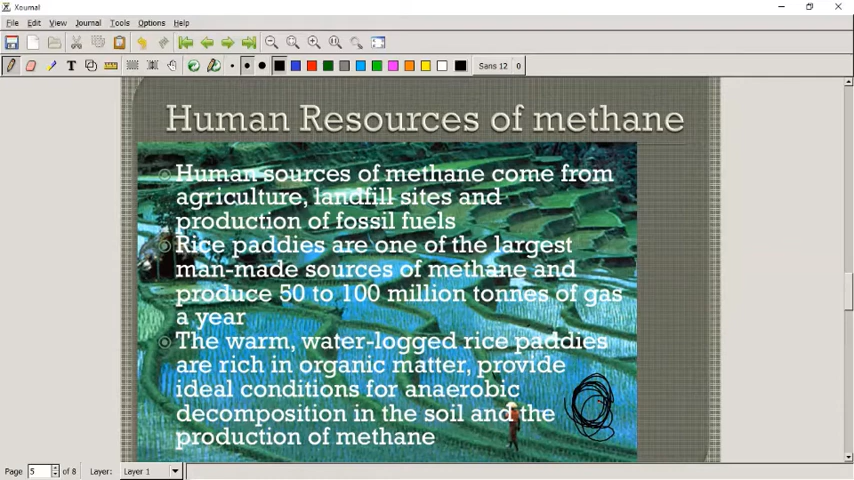 Xournal
File Edit View Journal Tools Options Help
Sans 12
Human Resources of methane
Human sources of methane come from
agriculture, landfill sites and
production of fossil fuels
Rice paddies are one of the largest
man-made sources of methane and
produce 50 to 100 million tonnes of gas
a year
The warm, water-logged rice paddies
are rich in organic matter, provide
ideal conditions for anaerobic
decomposition in the soil and the
production of methane
Page 5 of 8 Layer: Layer 1